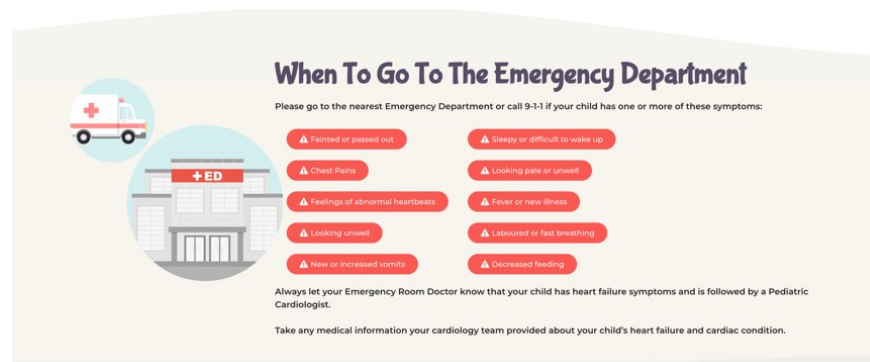 When To Go To The Emergency Department
Please go to the nearest Emergency Department or call 9-1-1 if your child has one or more of these symptoms:
Fainted or passed out
Sleepy or difficult to wake up
Chest Pains
Looking pale or unwell
+ED
Feelings of abnormal heartbeats
Fever or new illness
Looking unwell
Laboured or fast breathing
New or increased vomits
Decreased feeding
Always let your Emergency Room Doctor know that your child has heart failure symptoms and is followed by a Pediatric
Cardiologist.
Take any medical information your cardiology team provided about your child's heart failure and cardiac condition.